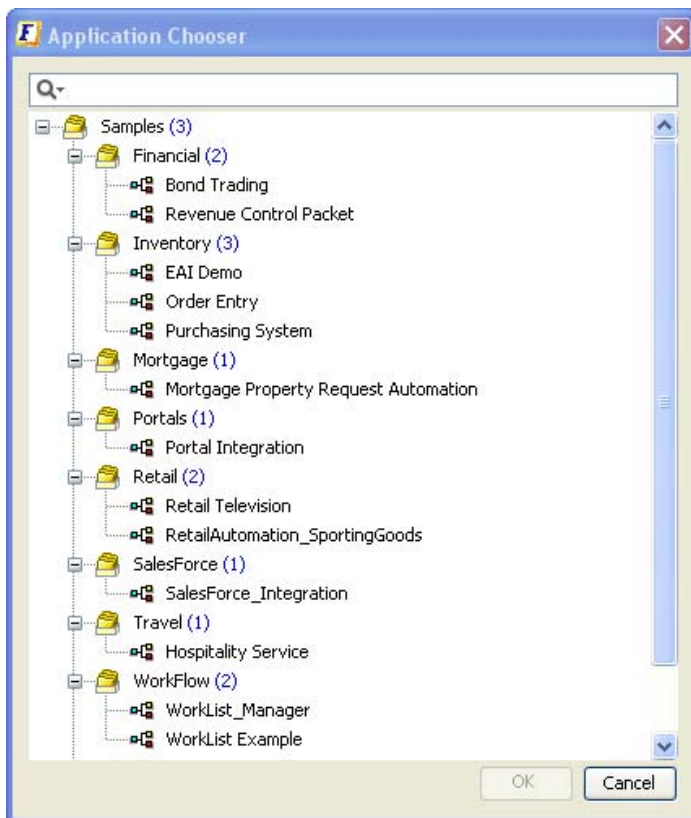 Application Chooser
Samples (3)
Financial (2)
Bond Trading
Revenue Control Packet
Inventory (3)
EAI Demo
Order Entry
Purchasing System
Mortgage (1)
Mortgage Property Request Automation
Portals (1)
Portal Integration
Retail (2)
Retail Television
RetailAutomation_SportingGoods
SalesForce (1)
SalesForce_Integration
Travel (1)
Hospitality Service
WorkFlow (2)
WorkList_Manager
WorkList Example
OK Cancel